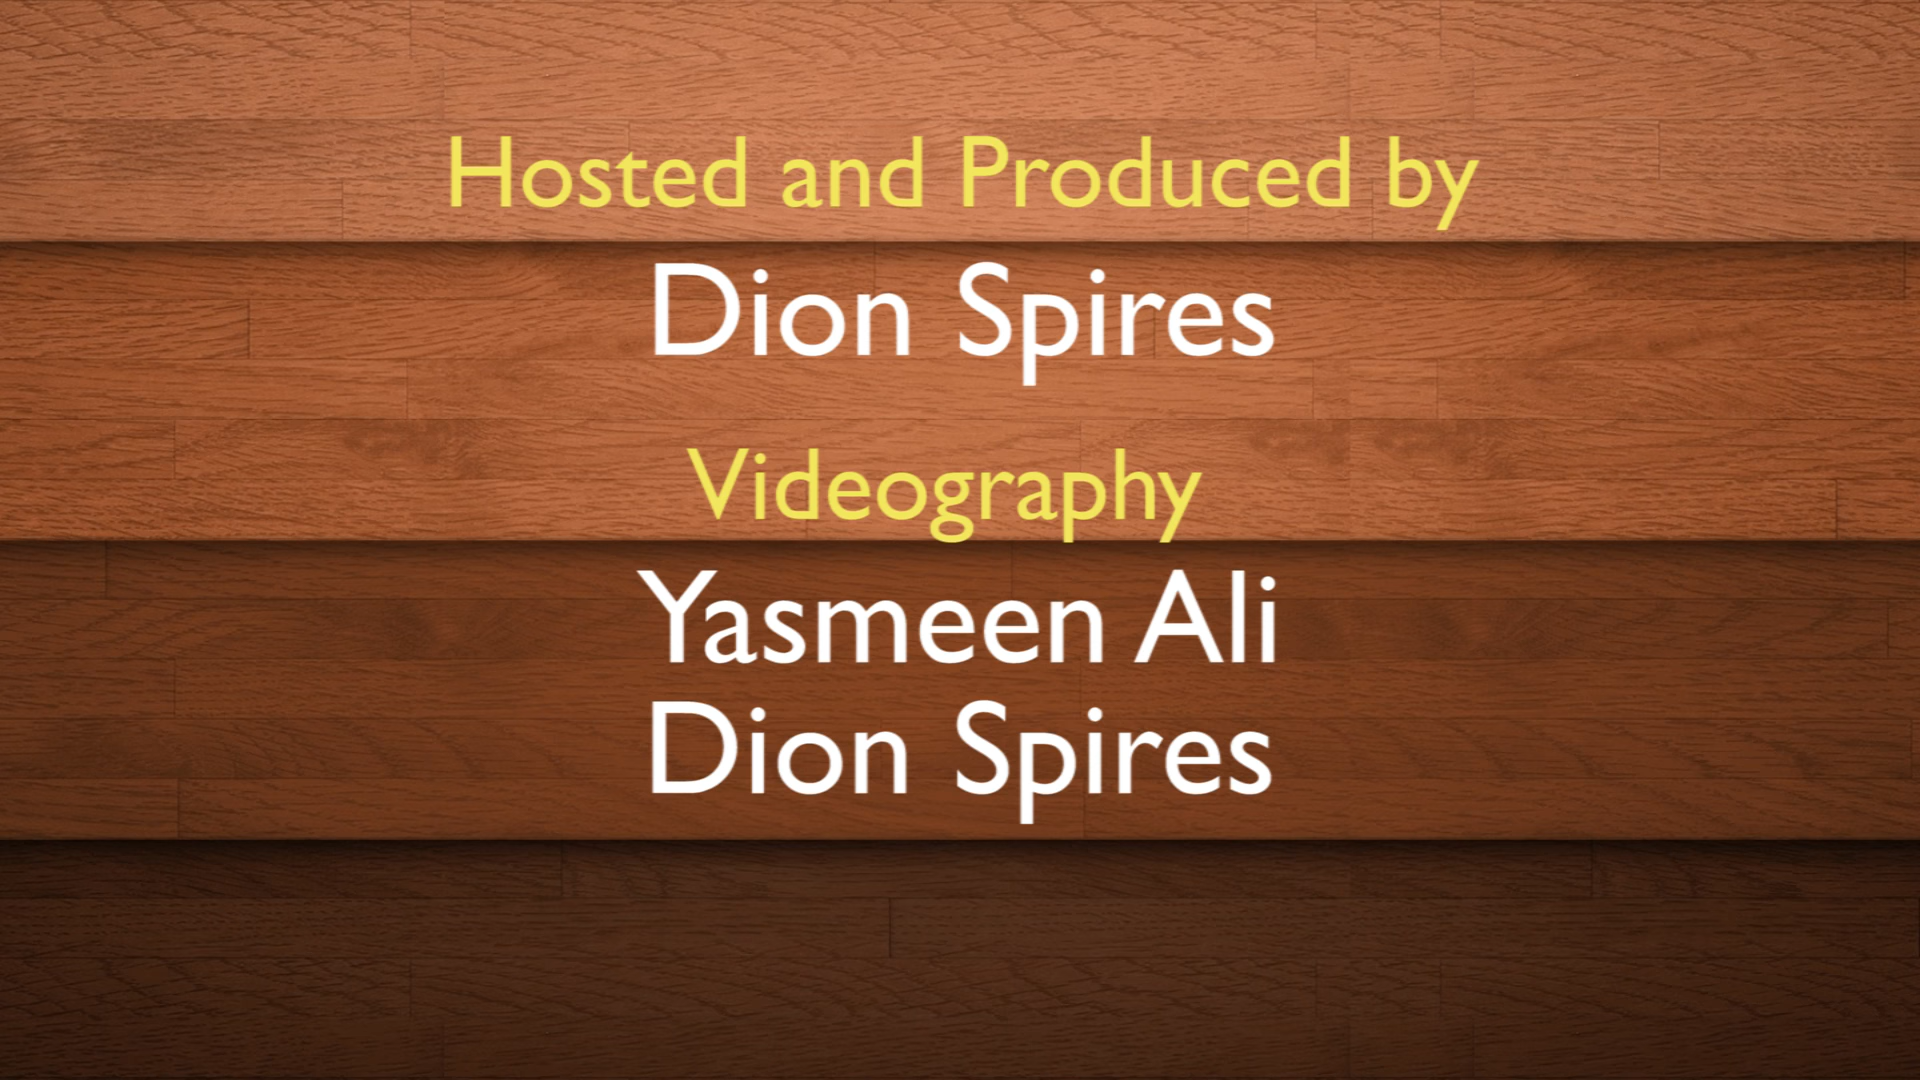 Hosted and Produced by
Dion Spires
Videography
Yasmeen Ali
Dion Spires